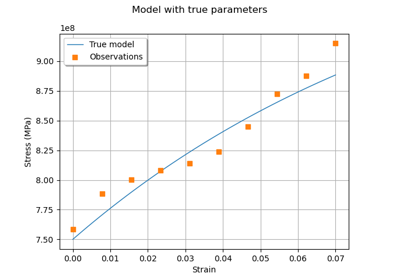 Model with true parameters
1e8
True model
Observations
9.00
8.75
8.50
8.25
8.00
7.75
7.50
Stress (MPa)
0.00 0.01 0.02 0.03 0.04 0.05 0.06 0.07
Strain